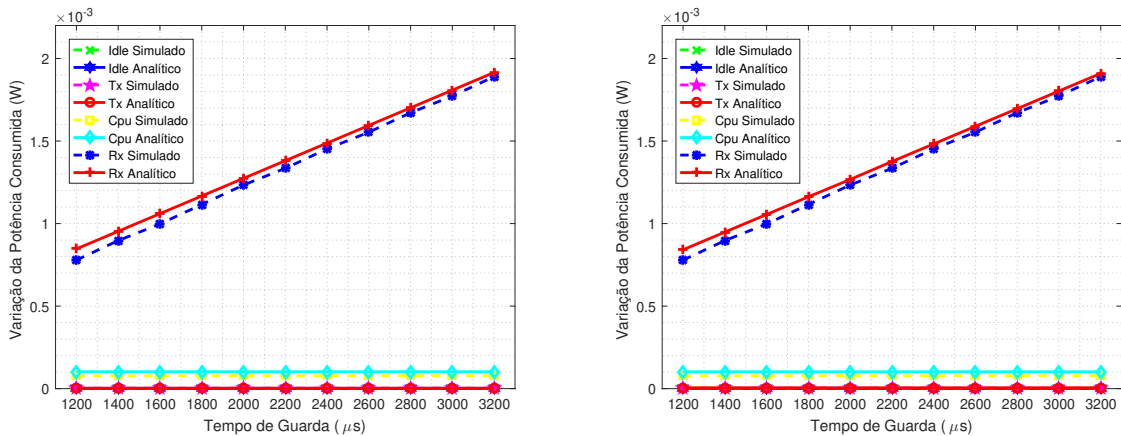 ×10⁻³
2
1.5
1
0.5
0
Variação da Potência Consumida (W)
Idle Simulado
Idle Analítico
Tx Simulado
Tx Analítico
Cpu Simulado
Cpu Analítico
Rx Simulado
Rx Analítico
1200 1400 1600 1800 2000 2200 2400 2600 2800 3000 3200
Tempo de Guarda ( μs)
×10⁻³
2
1.5
1
0.5
0
Variação da Potência Consumida (W)
Idle Simulado
Idle Analítico
Tx Simulado
Tx Analítico
Cpu Simulado
Cpu Analítico
Rx Simulado
Rx Analítico
1200 1400 1600 1800 2000 2200 2400 2600 2800 3000 3200
Tempo de Guarda ( μs)